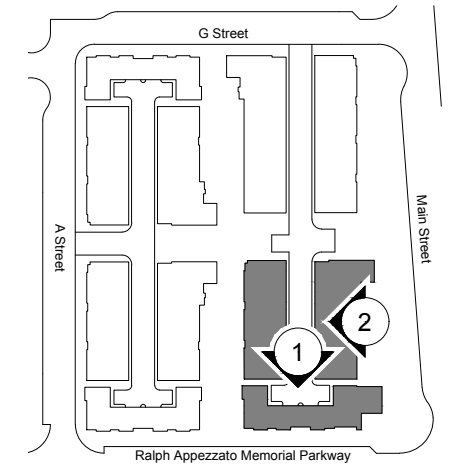 G Street
A Street
Main Street
2
1
Ralph Appezzato Memorial Parkway